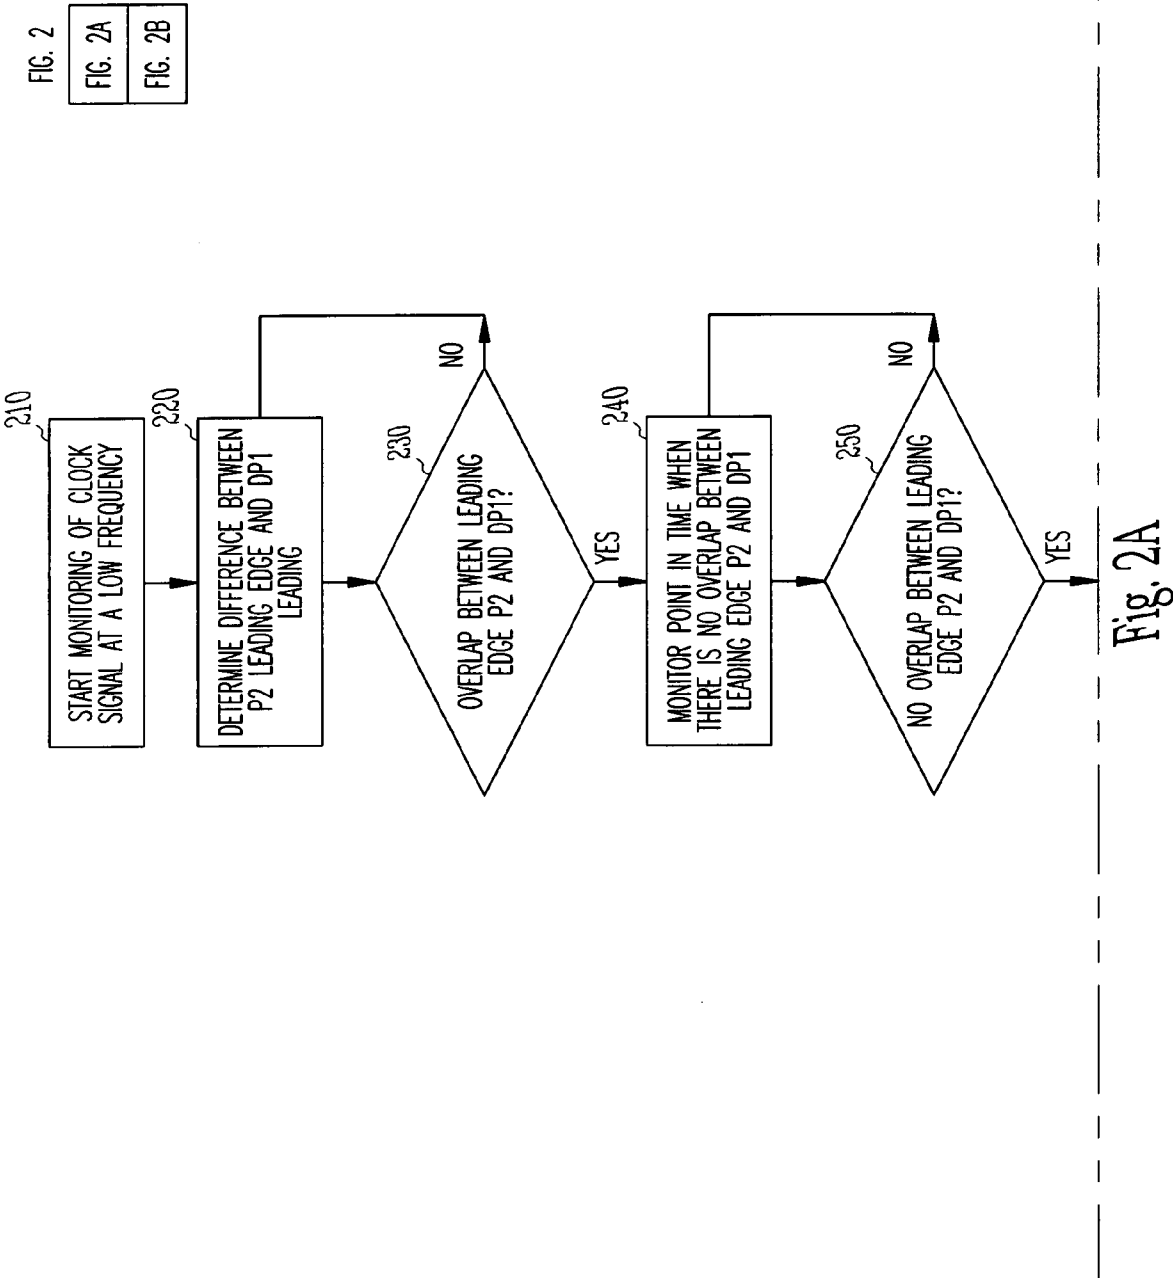 FIG. 2
FIG. 2A
FIG. 2B
210
START MONITORING OF CLOCK
SIGNAL AT A LOW FREQUENCY
220
DETERMINE DIFFERENCE BETWEEN
P2 LEADING EDGE AND DP1
LEADING
230
OVERLAP BETWEEN LEADING
EDGE P2 AND DP1?
NO
YES
240
MONITOR POINT IN TIME WHEN
THERE IS NO OVERLAP BETWEEN
LEADING EDGE P2 AND DP1
250
NO OVERLAP BETWEEN LEADING
EDGE P2 AND DP1?
NO
YES
Fig. 2A